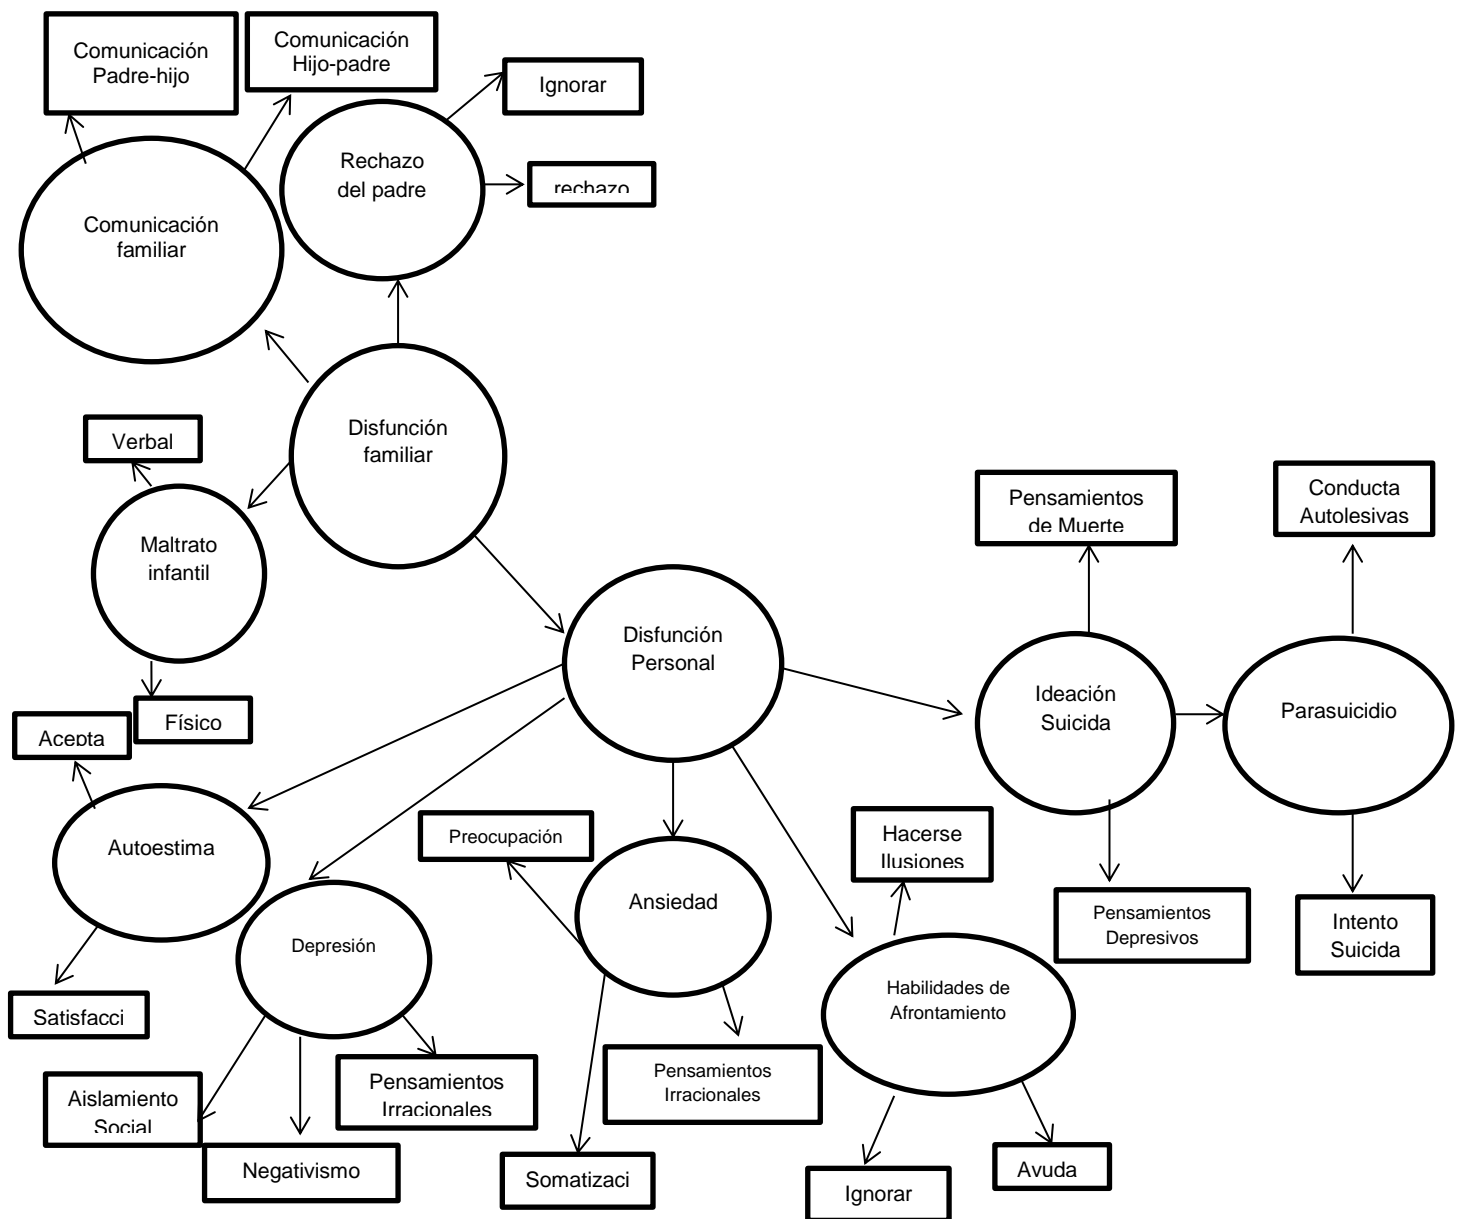 Comunicación
Padre-hijo
Comunicación
Hijo-padre
Ignorar
Rechazo
del padre
rechazo
Comunicación
familiar
Disfunción
familiar
Verbal
Maltrato
infantil
Físico
Pensamientos
de Muerte
Conducta
Autolesivas
Disfunción
Personal
Ideación
Suicida
Parasuicidio
Acepta
Autoestima
Satisfacci
Preocupación
Ansiedad
Hacerse
Ilusiones
Depresión
Pensamientos
Depresivos
Intento
Suicida
Habilidades de
Afrontamiento
Aislamiento
Social
Pensamientos
Irracionales
Pensamientos
Irracionales
Negativismo
Somatizaci
Ignorar
Ayuda